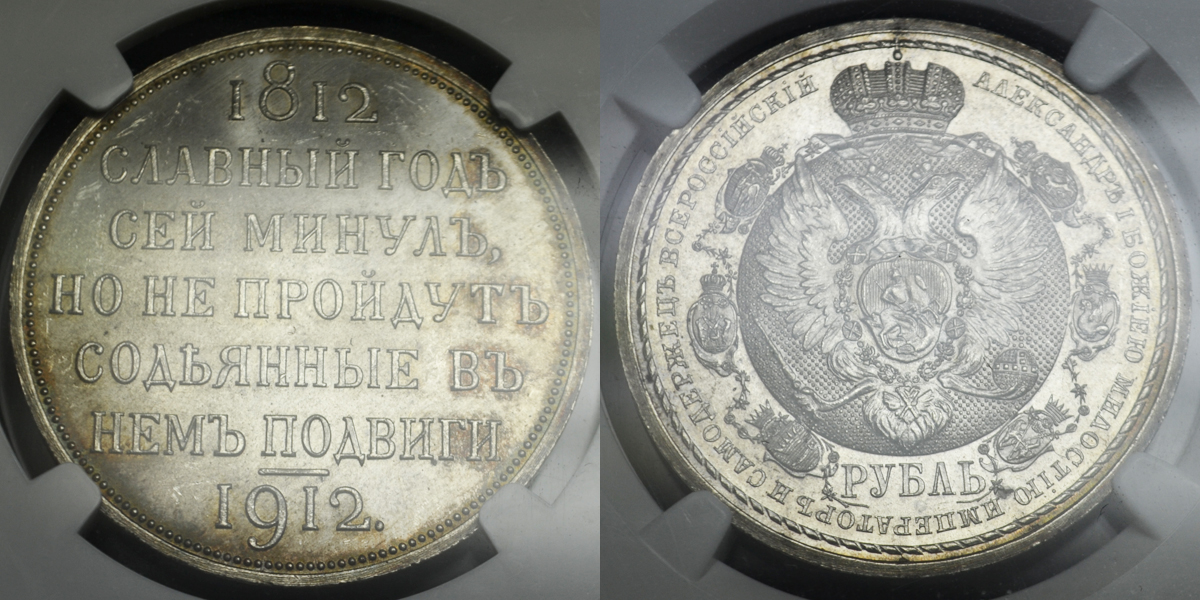 1812
СЛАВНЫЙ ГОДЪ
СЕЙ МИНУЛЪ,
НО НЕ ПРОЙДУТЪ
СОДѢЯННЫЕ ВЪ
НЕМЪ ПОДВИГИ
1912.
АЛЕКСАНДРЪ I БОЖІЕЮ МИЛОСТІЮ ИМПЕРАТОРЪ И САМОДЕРЖЕЦЪ ВСЕРОССІЙСКІЙ
РУБЛЬ